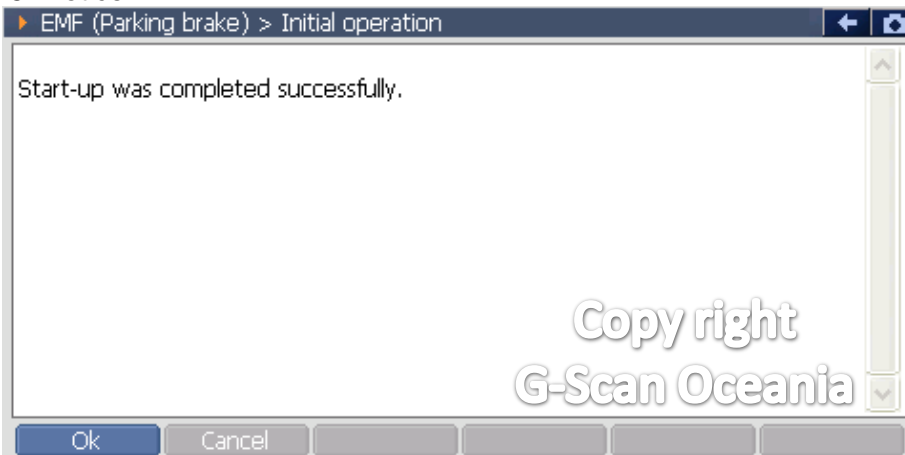 EMF (Parking brake) > Initial operation
Start-up was completed successfully.
Copy right
G-Scan Oceania
Ok
Cancel